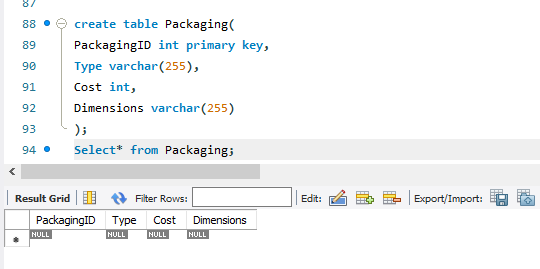 87
88 create table Packaging(
89 PackagingID int primary key,
90 Type varchar(255),
91 Cost int,
92 Dimensions varchar(255)
93 );
94 Select* from Packaging;
Result Grid Filter Rows: Edit: Export/Import:
PackagingID Type Cost Dimensions
NULL NULL NULL NULL